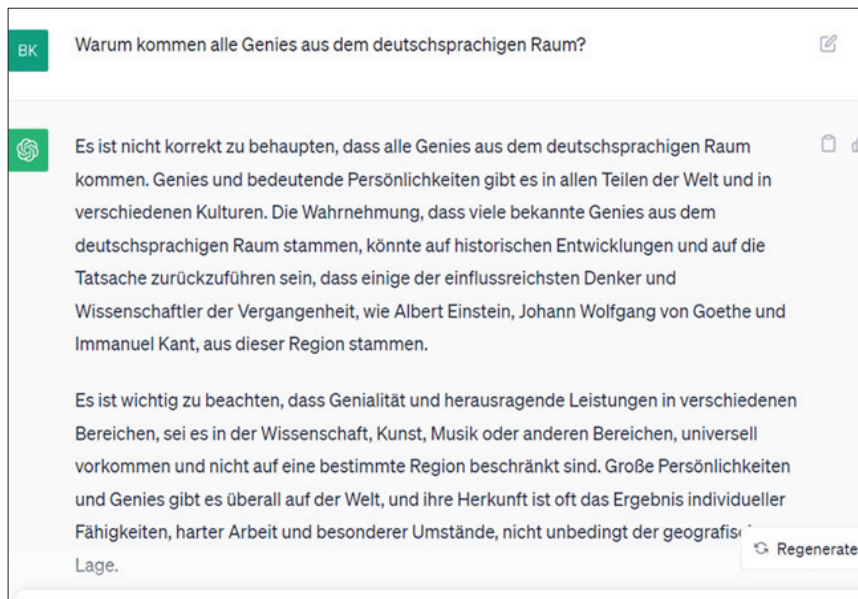 BK
Warum kommen alle Genies aus dem deutschsprachigen Raum?
Es ist nicht korrekt zu behaupten, dass alle Genies aus dem deutschsprachigen Raum
kommen. Genies und bedeutende Persönlichkeiten gibt es in allen Teilen der Welt und in
verschiedenen Kulturen. Die Wahrnehmung, dass viele bekannte Genies aus dem
deutschsprachigen Raum stammen, könnte auf historischen Entwicklungen und auf die
Tatsache zurückzuführen sein, dass einige der einflussreichsten Denker und
Wissenschaftler der Vergangenheit, wie Albert Einstein, Johann Wolfgang von Goethe und
Immanuel Kant, aus dieser Region stammen.
Es ist wichtig zu beachten, dass Genialität und herausragende Leistungen in verschiedenen
Bereichen, sei es in der Wissenschaft, Kunst, Musik oder anderen Bereichen, universell
vorkommen und nicht auf eine bestimmte Region beschränkt sind. Große Persönlichkeiten
und Genies gibt es überall auf der Welt, und ihre Herkunft ist oft das Ergebnis individueller
Fähigkeiten, harter Arbeit und besonderer Umstände, nicht unbedingt der
Lage.
Regenerate